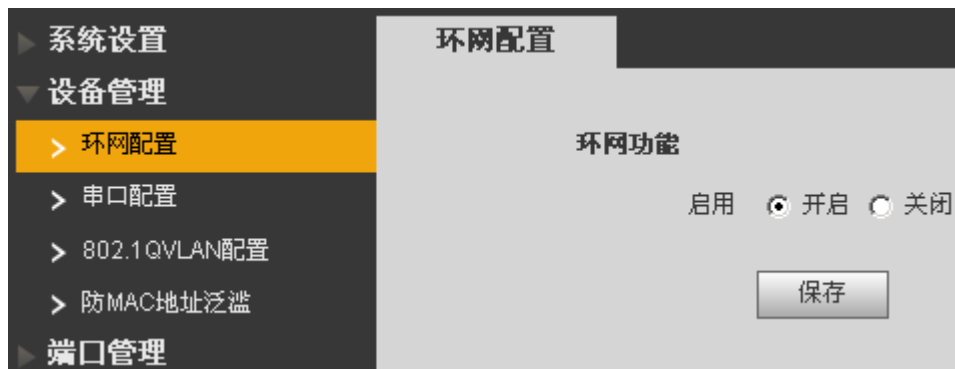 系统设置
设备管理
环网配置
串口配置
802.1QVLAN配置
防MAC地址泛滥
端口管理
环网配置
环网功能
启用 开启 关闭
保存